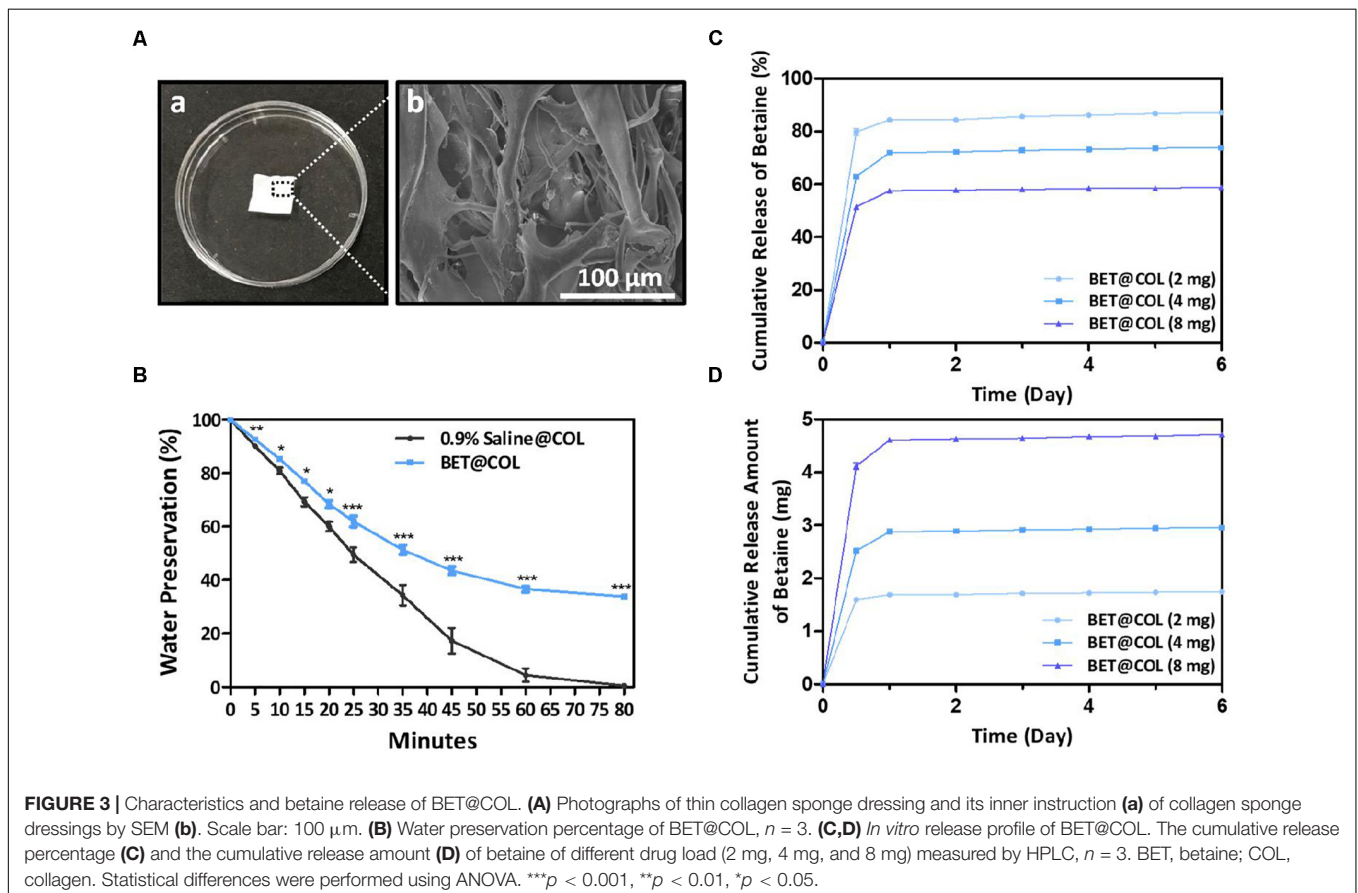 A
a
b
100 μm
B
Water Preservation (%)
100
80
60
40
20
0
0.9% Saline@COL
BET@COL
** * * * *** *** *** *** ***
0 5 10 15 20 25 30 35 40 45 50 55 60 65 70 75 80
Minutes
C
Cumulative Release of Betaine (%)
100
80
60
40
20
0
BET@COL (2 mg)
BET@COL (4 mg)
BET@COL (8 mg)
0 2 4 6
Time (Day)
D
Cumulative Release Amount
of Betaine (mg)
5
4
3
2
1
0
BET@COL (2 mg)
BET@COL (4 mg)
BET@COL (8 mg)
0 2 4 6
Time (Day)
FIGURE 3 | Characteristics and betaine release of BET@COL. (A) Photographs of thin collagen sponge dressing and its inner instruction (a) of collagen sponge
dressings by SEM (b). Scale bar: 100 μm. (B) Water preservation percentage of BET@COL, n = 3. (C,D) In vitro release profile of BET@COL. The cumulative release
percentage (C) and the cumulative release amount (D) of betaine of different drug load (2 mg, 4 mg, and 8 mg) measured by HPLC, n = 3. BET, betaine; COL,
collagen. Statistical differences were performed using ANOVA. ***p < 0.001, **p < 0.01, *p < 0.05.